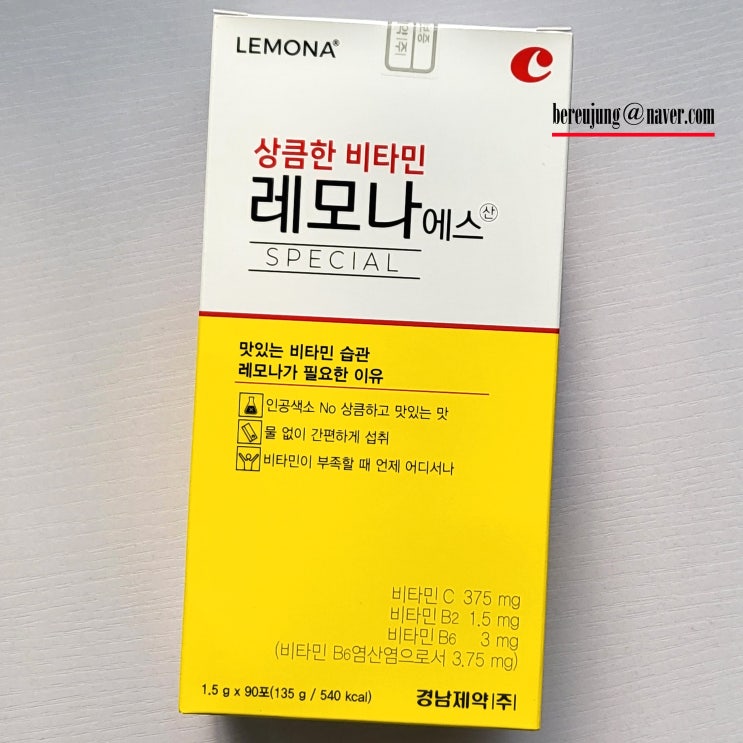 LEMONA®
c
bereujung@naver.com
상큼한 비타민
레모나에스산
SPECIAL
맛있는 비타민 습관
레모나가 필요한 이유
인공색소 No 상큼하고 맛있는 맛
물 없이 간편하게 섭취
비타민이 부족할 때 언제 어디서나
비타민 C 375 mg
비타민 B2 1.5 mg
비타민 B6 3 mg
(비타민 B6염산염으로서 3.75 mg)
1.5 g x 90포(135 g / 540 kcal)
경남제약(주)